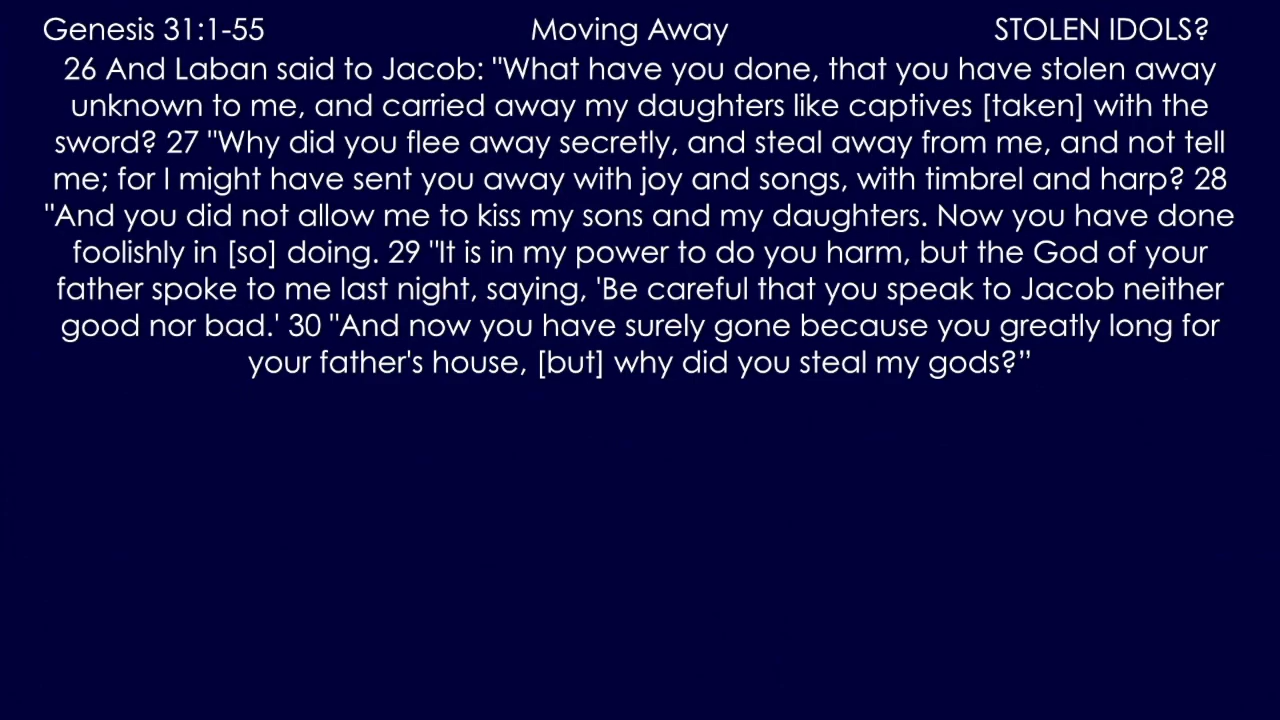 Genesis 31:1-55 Moving Away STOLEN IDOLS?
26 And Laban said to Jacob: "What have you done, that you have stolen away
unknown to me, and carried away my daughters like captives [taken] with the
sword? 27 "Why did you flee away secretly, and steal away from me, and not tell
me; for I might have sent you away with joy and songs, with timbrel and harp? 28
"And you did not allow me to kiss my sons and my daughters. Now you have done
foolishly in [so] doing. 29 "It is in my power to do you harm, but the God of your
father spoke to me last night, saying, 'Be careful that you speak to Jacob neither
good nor bad.' 30 "And now you have surely gone because you greatly long for
your father's house, [but] why did you steal my gods?”